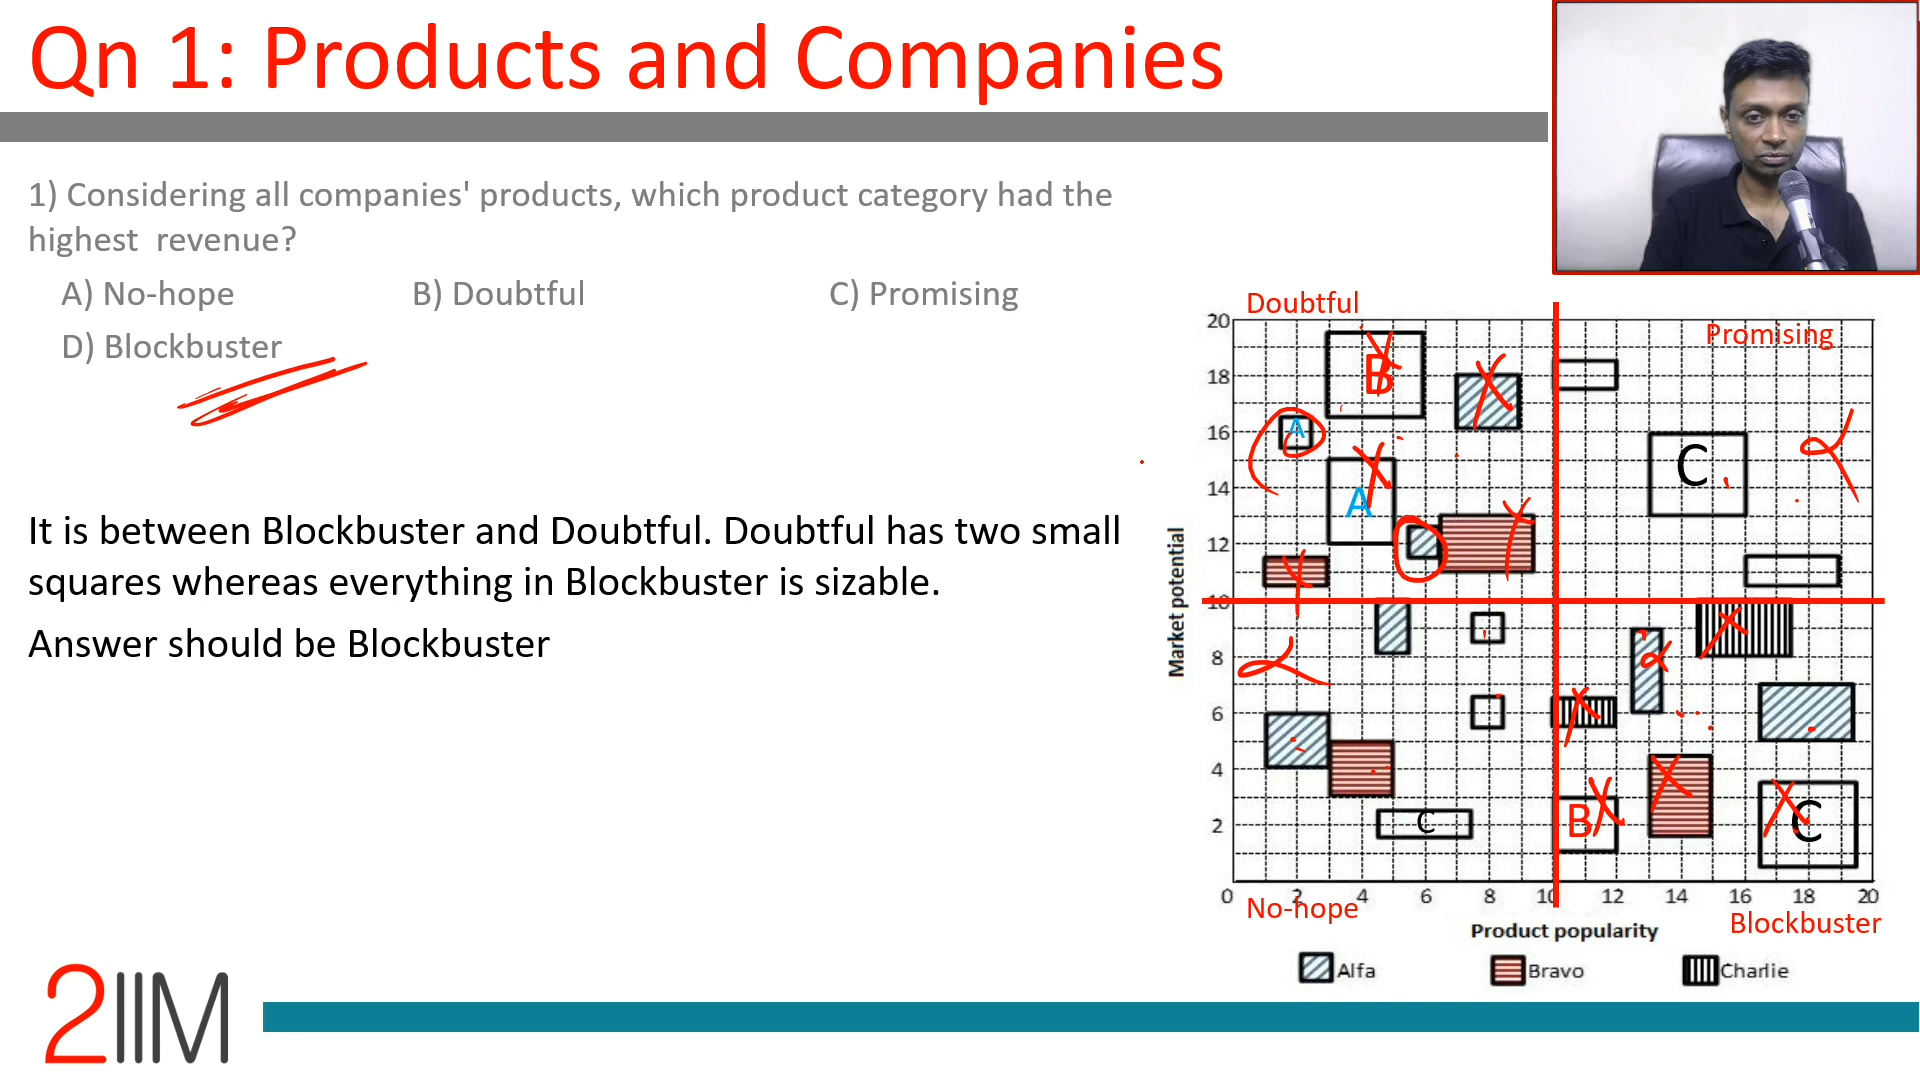 Qn 1: Products and Companies
1) Considering all companies' products, which product category had the
highest revenue?
A) No-hope B) Doubtful C) Promising
D) Blockbuster
It is between Blockbuster and Doubtful. Doubtful has two small
squares whereas everything in Blockbuster is sizable.
Answer should be Blockbuster
Doubtful
Promising
20
18
16
14
12
10
8
6
4
2
Market potential
B
A
A
C
C
B
C
0 2 4 6 8 10 12 14 16 18 20
No-hope
Blockbuster
Product popularity
Alfa Bravo Charlie
2IIM